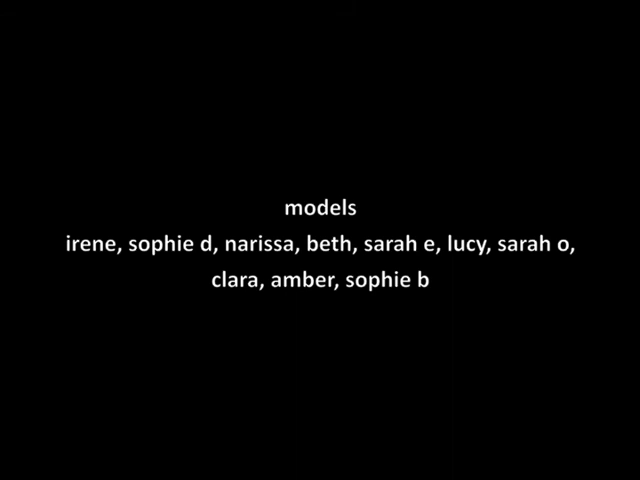 models
irene, sophie d, narissa, beth, sarah e, lucy, sarah o,
clara, amber, sophie b